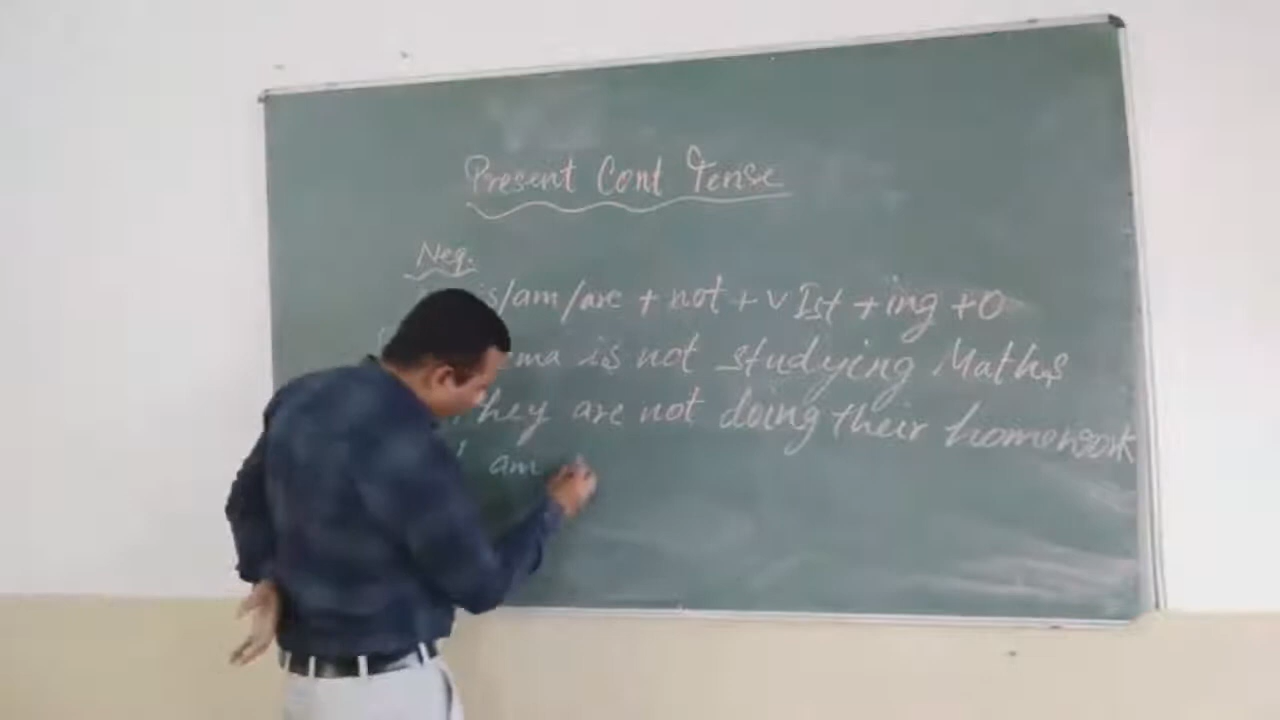 Present Cont Tense
Neg.
is/am/are + not + v Ist + ing + O
is not studying Maths
They are not doing their homework
I am